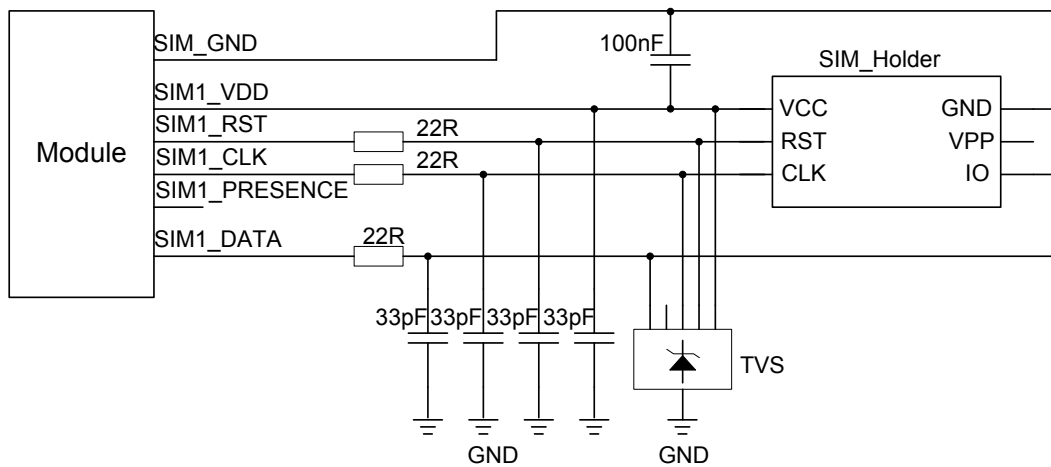 SIM_GND
100nF
SIM_Holder
SIM1_VDD
VCC
GND
SIM1_RST
22R
RST
VPP
Module
SIM1_CLK
22R
CLK
IO
SIM1_PRESENCE
SIM1_DATA
22R
33pF 33pF 33pF 33pF
TVS
GND
GND